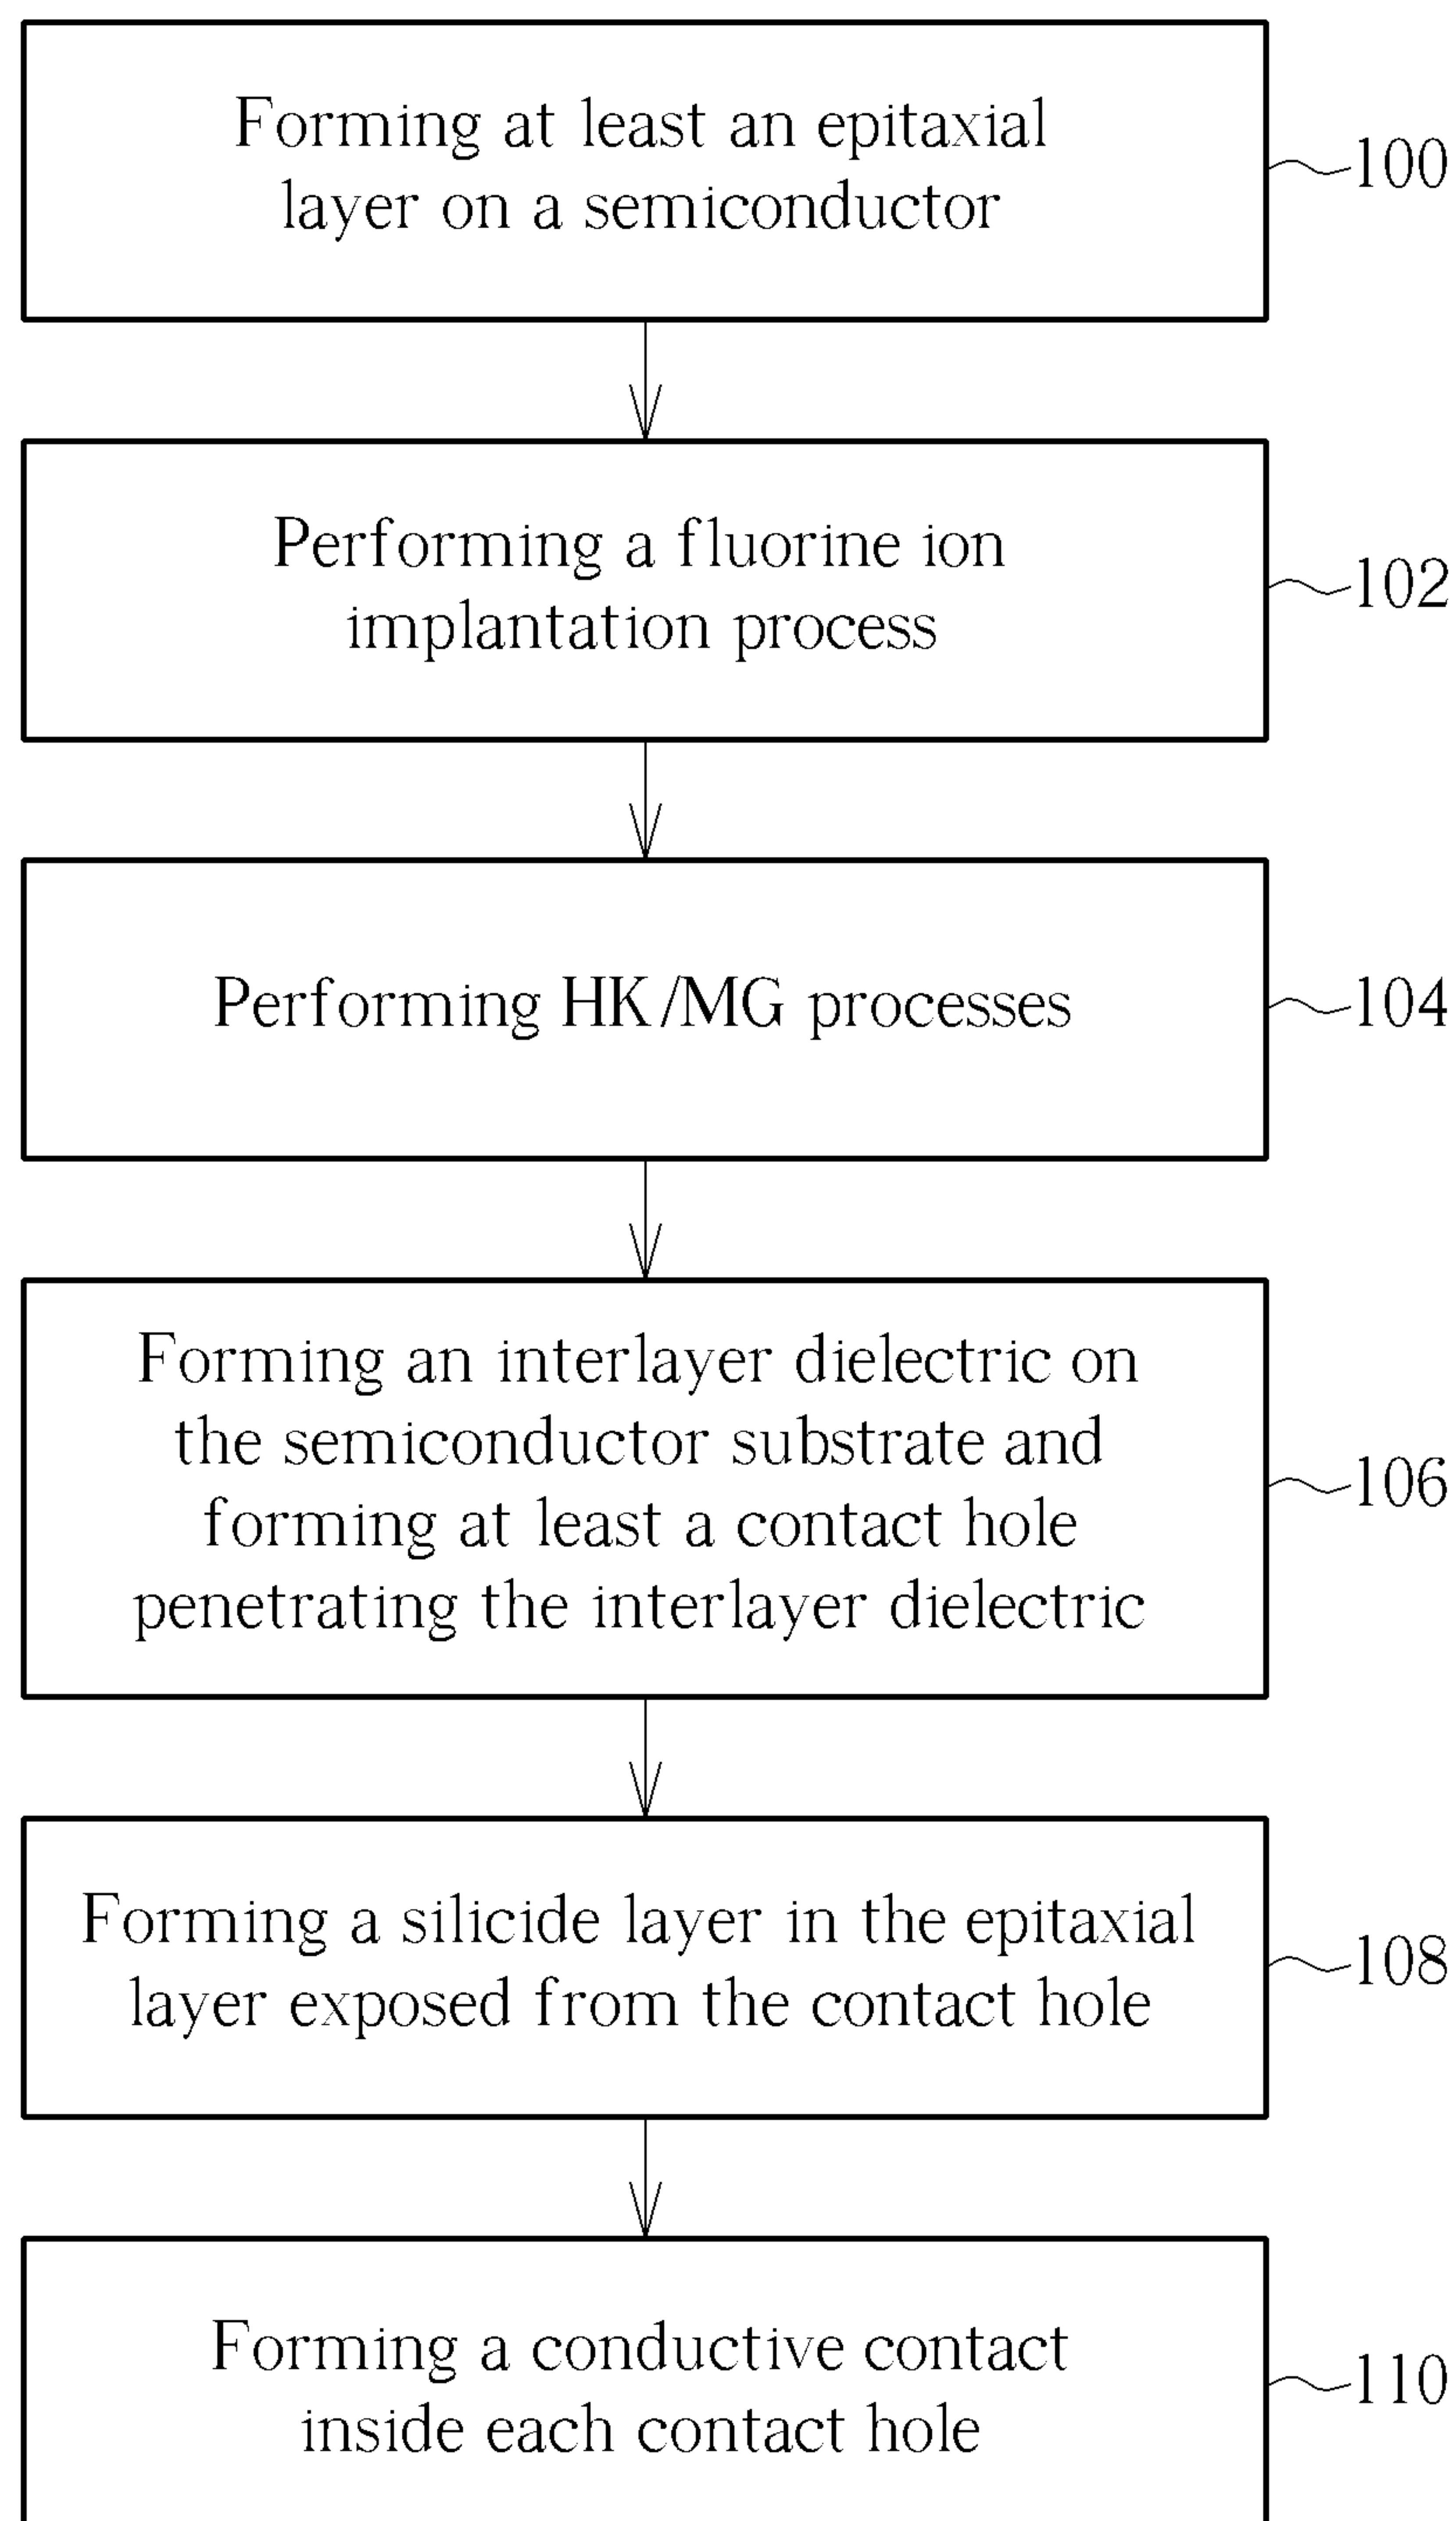 Forming at least an epitaxial
layer on a semiconductor
100
Performing a fluorine ion
implantation process
102
Performing HK/MG processes
104
Forming an interlayer dielectric on
the semiconductor substrate and
forming at least a contact hole
penetrating the interlayer dielectric
106
Forming a silicide layer in the epitaxial
layer exposed from the contact hole
108
Forming a conductive contact
inside each contact hole
110